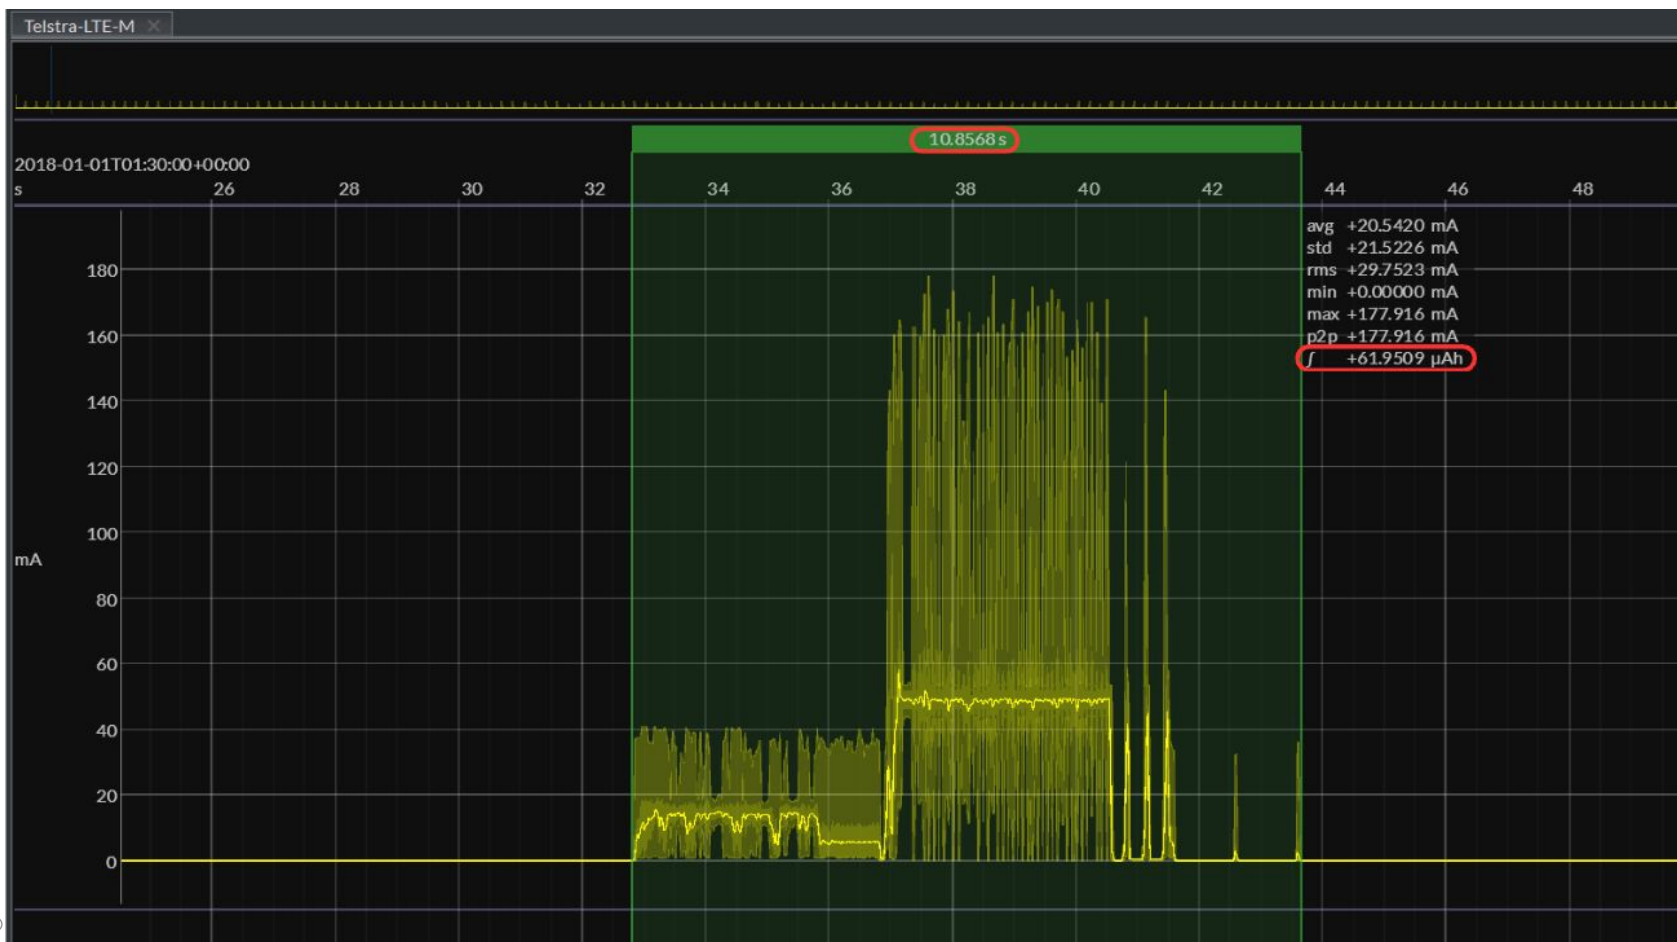 Telstra-LTE-M ×
10.8568 s
2018-01-01T01:30:00+00:00
s 26 28 30 32 34 36 38 40 42 44 46 48
avg +20.5420 mA
std +21.5226 mA
rms +29.7523 mA
min +0.00000 mA
max +177.916 mA
p2p +177.916 mA
∫ +61.9509 µAh
180
160
140
120
100
mA
80
60
40
20
0